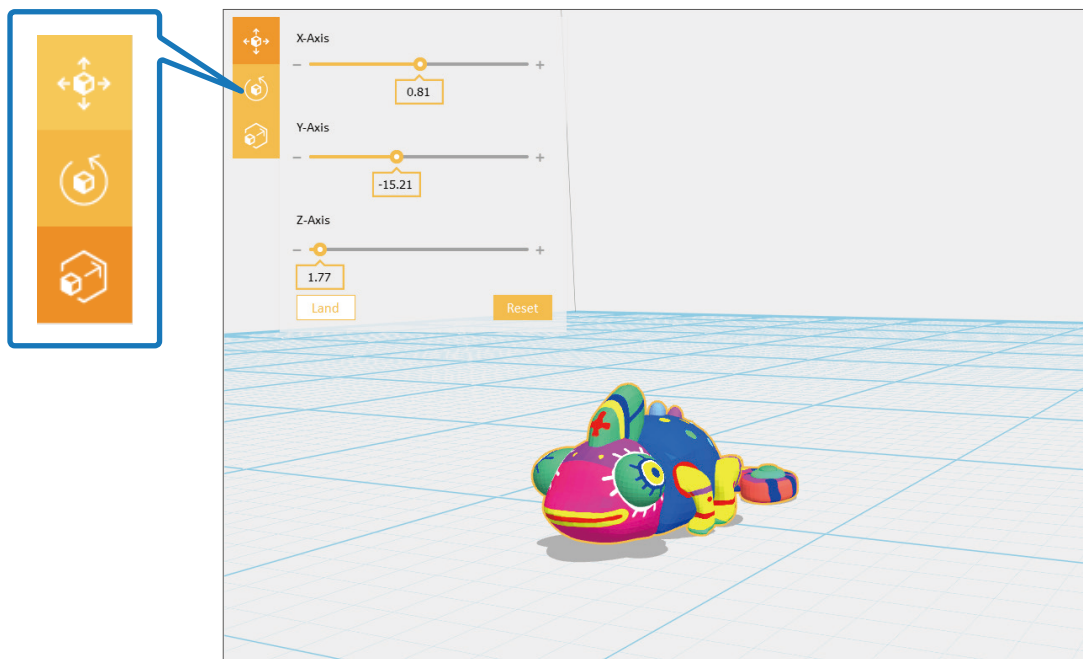 X-Axis
− +
0.81
Y-Axis
− +
-15.21
Z-Axis
− +
1.77
Land Reset